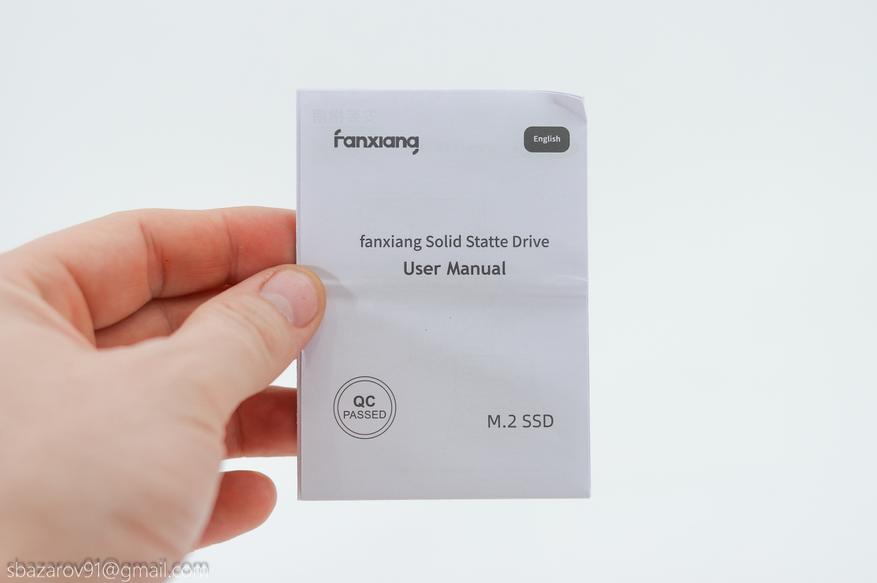 fanxiang
English
fanxiang Solid Statte Drive
User Manual
QC
PASSED
M.2 SSD
sbazarov91@gmail.com